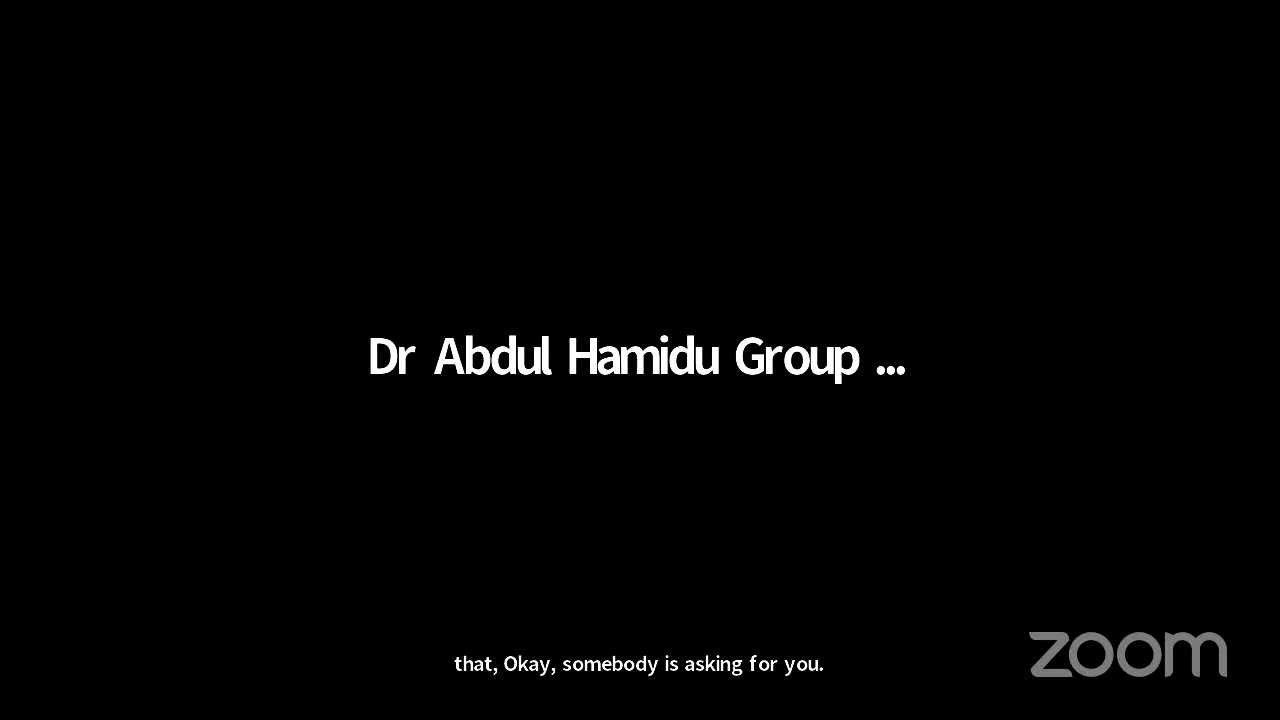 Dr Abdul Hamidu Group ...
that, Okay, somebody is asking for you.
zoom